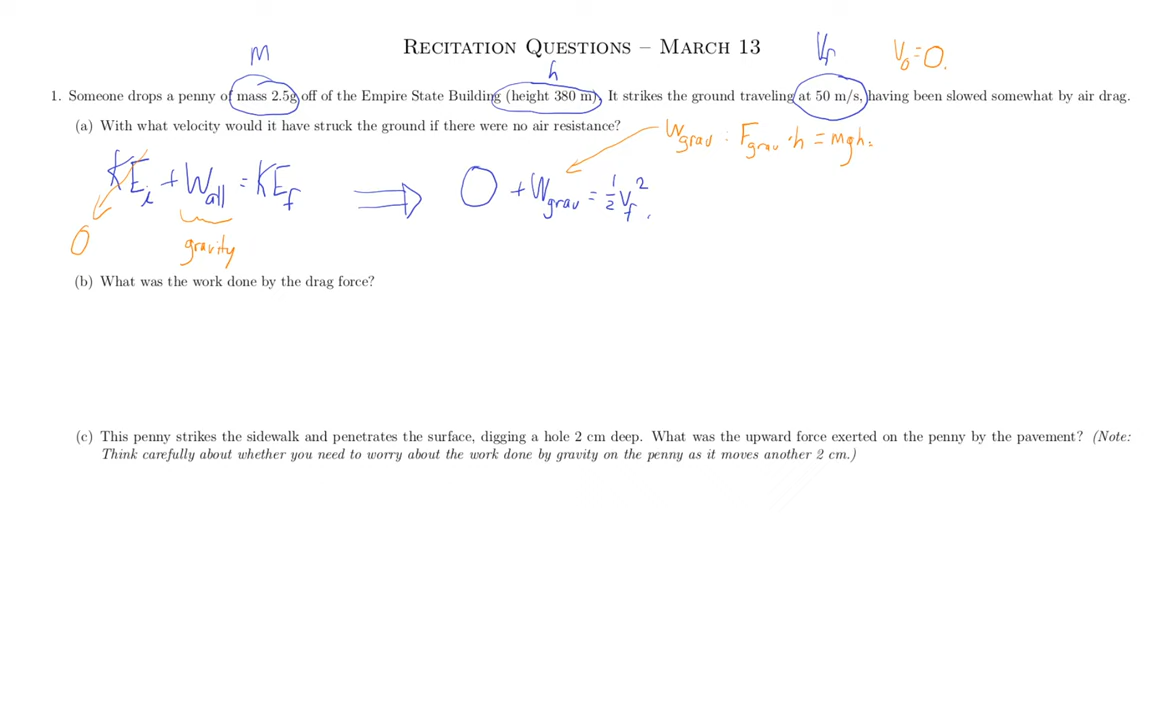 M
RECITATION QUESTIONS – MARCH 13
h
Vf
V0=0.
1. Someone drops a penny of mass 2.5g off of the Empire State Building (height 380 m). It strikes the ground traveling at 50 m/s, having been slowed somewhat by air drag.
(a) With what velocity would it have struck the ground if there were no air resistance?
Wgrav : Fgrav · h = mgh.
KEi + Wall = KEf ⟹ 0 + Wgrav = 1/2 Vf².
0
gravity
(b) What was the work done by the drag force?
(c) This penny strikes the sidewalk and penetrates the surface, digging a hole 2 cm deep. What was the upward force exerted on the penny by the pavement? (Note:
Think carefully about whether you need to worry about the work done by gravity on the penny as it moves another 2 cm.)